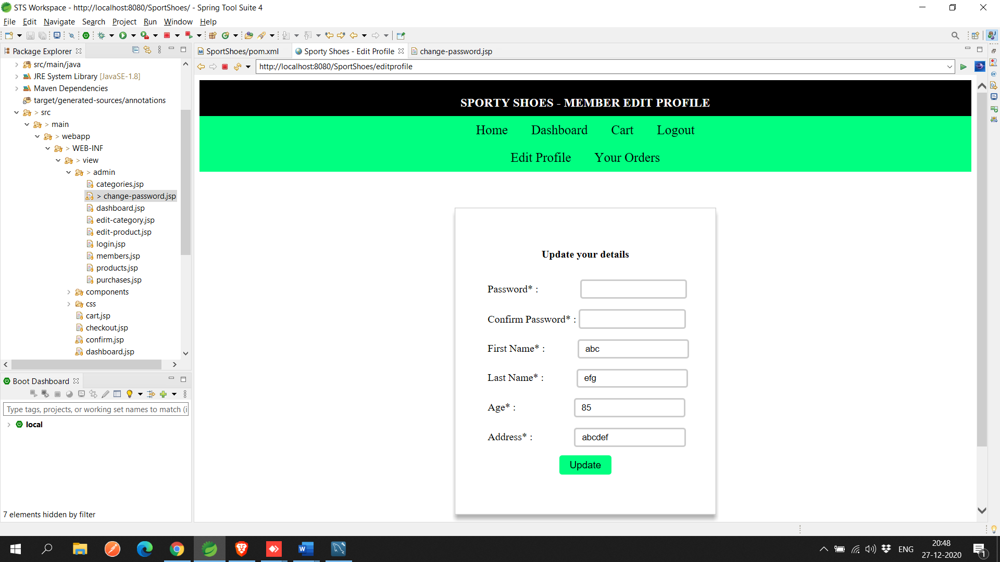 STS Workspace - http://localhost:8080/SportShoes/ - Spring Tool Suite 4
File Edit Navigate Search Project Run Window Help
Package Explorer
SportShoes/pom.xml
Sporty Shoes - Edit Profile
change-password.jsp
http://localhost:8080/SportShoes/editprofile
src/main/java
JRE System Library [JavaSE-1.8]
Maven Dependencies
target/generated-sources/annotations
> src
> main
> webapp
> WEB-INF
> view
> admin
categories.jsp
> change-password.jsp
dashboard.jsp
edit-category.jsp
edit-product.jsp
login.jsp
members.jsp
products.jsp
purchases.jsp
components
css
cart.jsp
checkout.jsp
confirm.jsp
dashboard.jsp
Boot Dashboard
Type tags, projects, or working set names to match (i
local
7 elements hidden by filter
SPORTY SHOES - MEMBER EDIT PROFILE
Home Dashboard Cart Logout
Edit Profile Your Orders
Update your details
Password* :
Confirm Password* :
First Name* : abc
Last Name* : efg
Age* : 85
Address* : abcdef
Update
ENG
20:48
27-12-2020
1